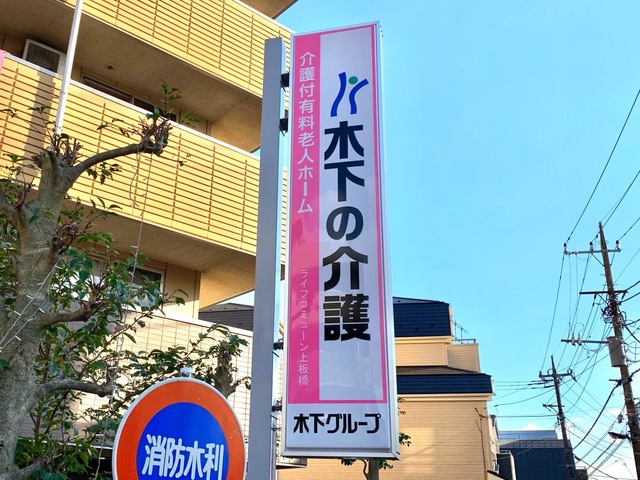 介護付有料老人ホーム
ライフコミューン上板橋
木下の介護
木下グループ
消防水利